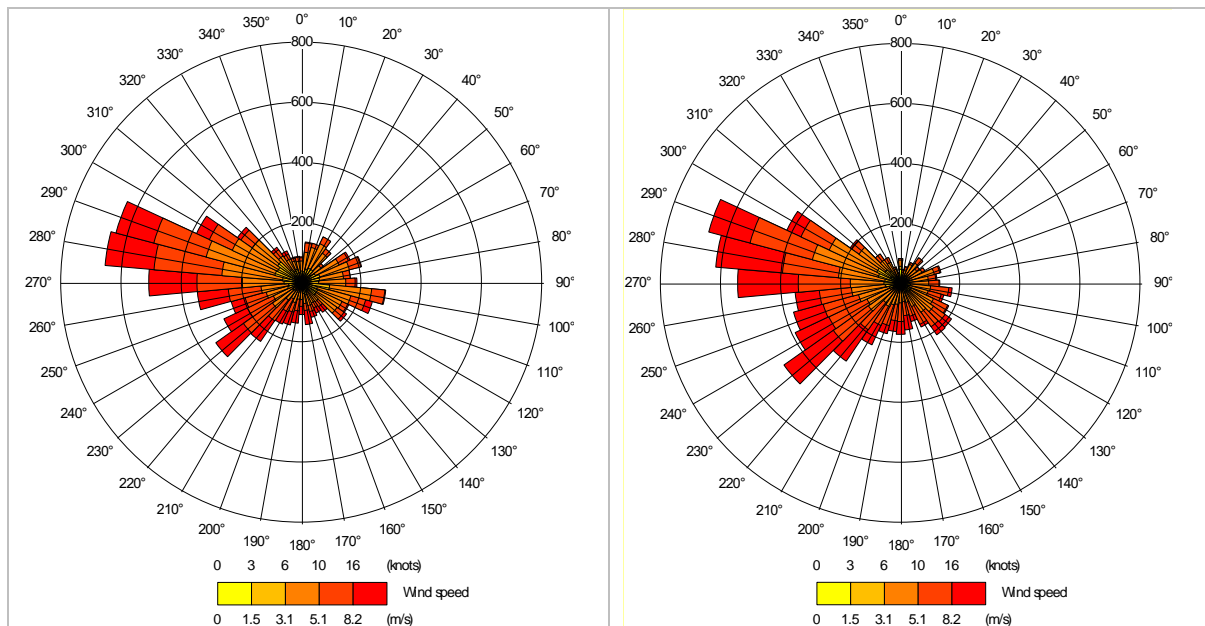 350° 0° 10°
340° 800 20°
330° 30°
320° 40°
310° 600 50°
300° 400 60°
290° 70°
280° 200 80°
270° 90°
260° 100°
250° 110°
240° 120°
230° 130°
220° 140°
210° 150°
200° 160°
190° 180° 170°
0 3 6 10 16 (knots)
Wind speed
0 1.5 3.1 5.1 8.2 (m/s)
350° 0° 10°
340° 800 20°
330° 30°
320° 40°
310° 600 50°
300° 400 60°
290° 70°
280° 200 80°
270° 90°
260° 100°
250° 110°
240° 120°
230° 130°
220° 140°
210° 150°
200° 160°
190° 180° 170°
0 3 6 10 16 (knots)
Wind speed
0 1.5 3.1 5.1 8.2 (m/s)